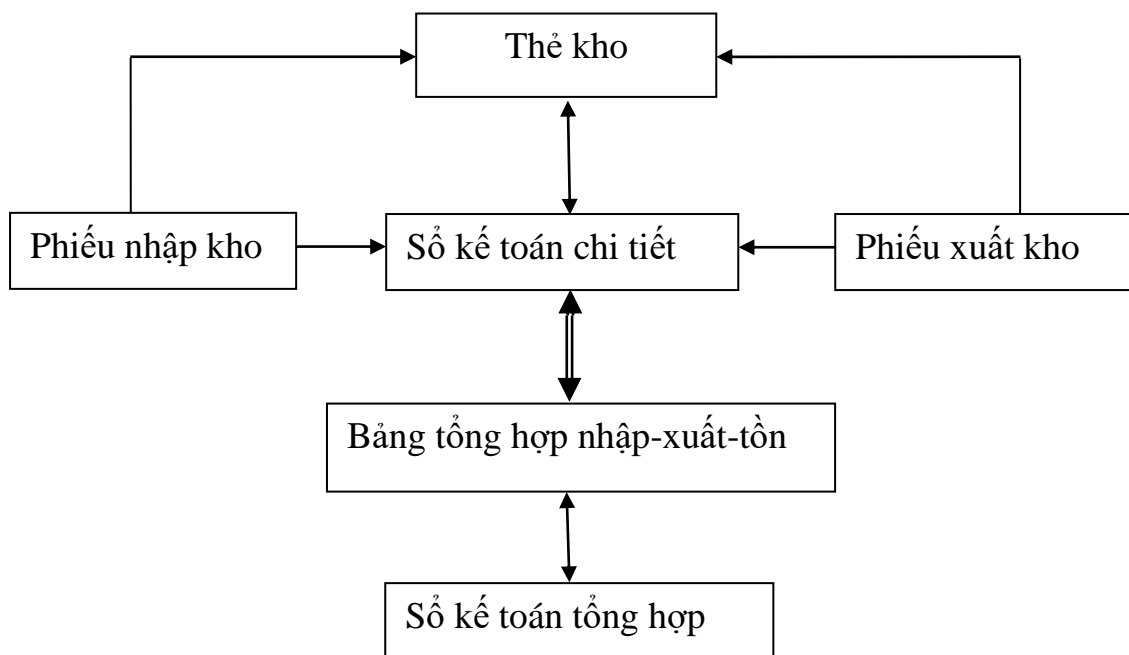 Thẻ kho
Phiếu nhập kho
Sổ kế toán chi tiết
Phiếu xuất kho
Bảng tổng hợp nhập-xuất-tồn
Sổ kế toán tổng hợp